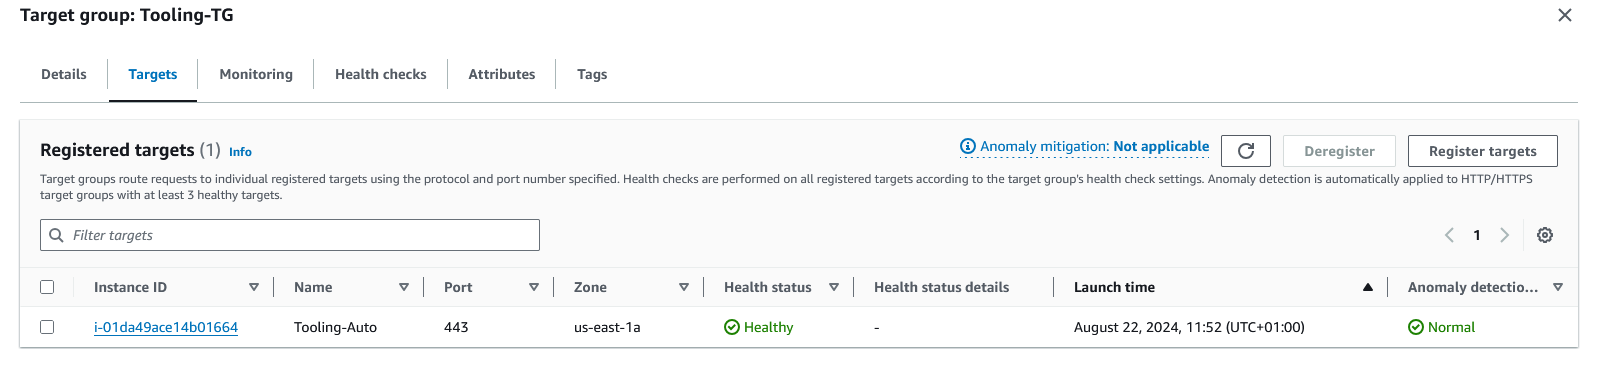 Target group: Tooling-TG
Details Targets Monitoring Health checks Attributes Tags
Registered targets (1) Info Anomaly mitigation: Not applicable Deregister Register targets
Target groups route requests to individual registered targets using the protocol and port number specified. Health checks are performed on all registered targets according to the target group's health check settings. Anomaly detection is automatically applied to HTTP/HTTPS
target groups with at least 3 healthy targets.
Filter targets 1
Instance ID Name Port Zone Health status Health status details Launch time Anomaly detectio...
i-01da49ace14b01664 Tooling-Auto 443 us-east-1a Healthy - August 22, 2024, 11:52 (UTC+01:00) Normal